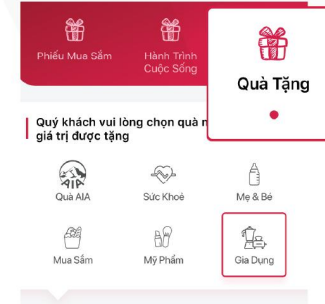 Phiếu Mua Sắm
Hành Trình
Cuộc Sống
Quà Tặng
Quý khách vui lòng chọn quà
giá trị được tặng
AIA
Quà AIA
Sức Khoẻ
Mẹ & Bé
Mua Sắm
Mỹ Phẩm
Gia Dụng